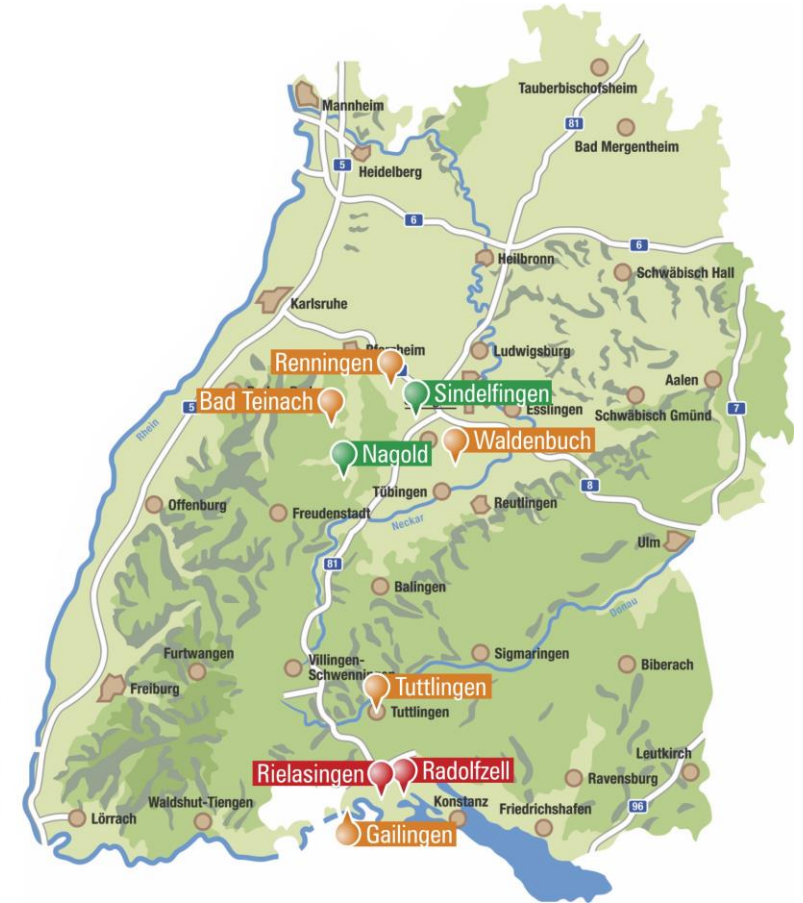 Tauberbischofsheim
Mannheim
81
Bad Mergentheim
5
Heidelberg
6
6
Heilbronn
Schwäbisch Hall
Karlsruhe
Pforzheim
Ludwigsburg
Renningen
Aalen
Sindelfingen
Bad Teinach
5
Esslingen
Schwäbisch Gmünd
7
Rhein
Waldenbuch
Nagold
8
Tübingen
Offenburg
Freudenstadt
Reutlingen
Neckar
Ulm
81
Balingen
Donau
Furtwangen
Villingen-
Schwenningen
Sigmaringen
Biberach
Freiburg
Tuttlingen
Tuttlingen
Leutkirch
Rielasingen
Radolfzell
Ravensburg
Waldshut-Tiengen
Konstanz
Friedrichshafen
96
Lörrach
Gailingen